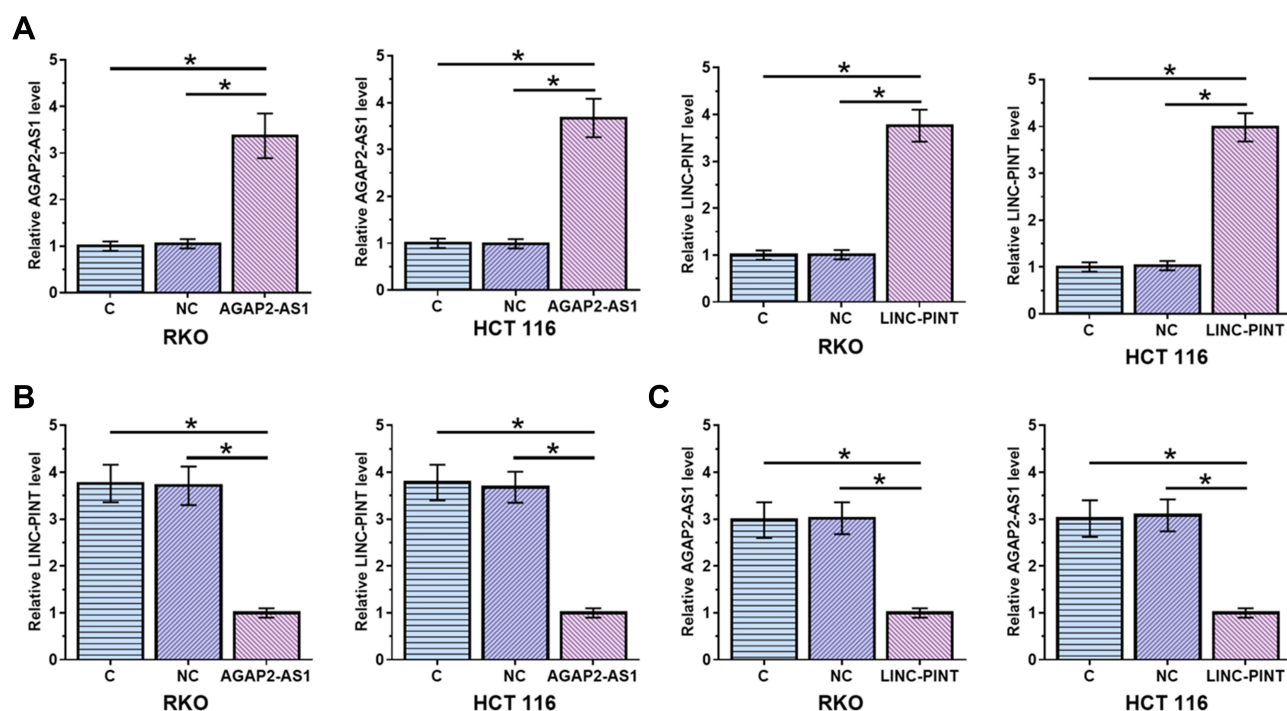 A
Relative AGAP2-AS1 level
5
4
3
2
1
0
*
*
C NC AGAP2-AS1
RKO
Relative AGAP2-AS1 level
5
4
3
2
1
0
*
*
C NC AGAP2-AS1
HCT 116
Relative LINC-PINT level
5
4
3
2
1
0
*
*
C NC LINC-PINT
RKO
Relative LINC-PINT level
5
4
3
2
1
0
*
*
C NC LINC-PINT
HCT 116
B
Relative LINC-PINT level
5
4
3
2
1
0
*
*
C NC AGAP2-AS1
RKO
Relative LINC-PINT level
5
4
3
2
1
0
*
*
C NC AGAP2-AS1
HCT 116
C
Relative AGAP2-AS1 level
5
4
3
2
1
0
*
*
C NC LINC-PINT
RKO
Relative AGAP2-AS1 level
5
4
3
2
1
0
*
*
C NC LINC-PINT
HCT 116